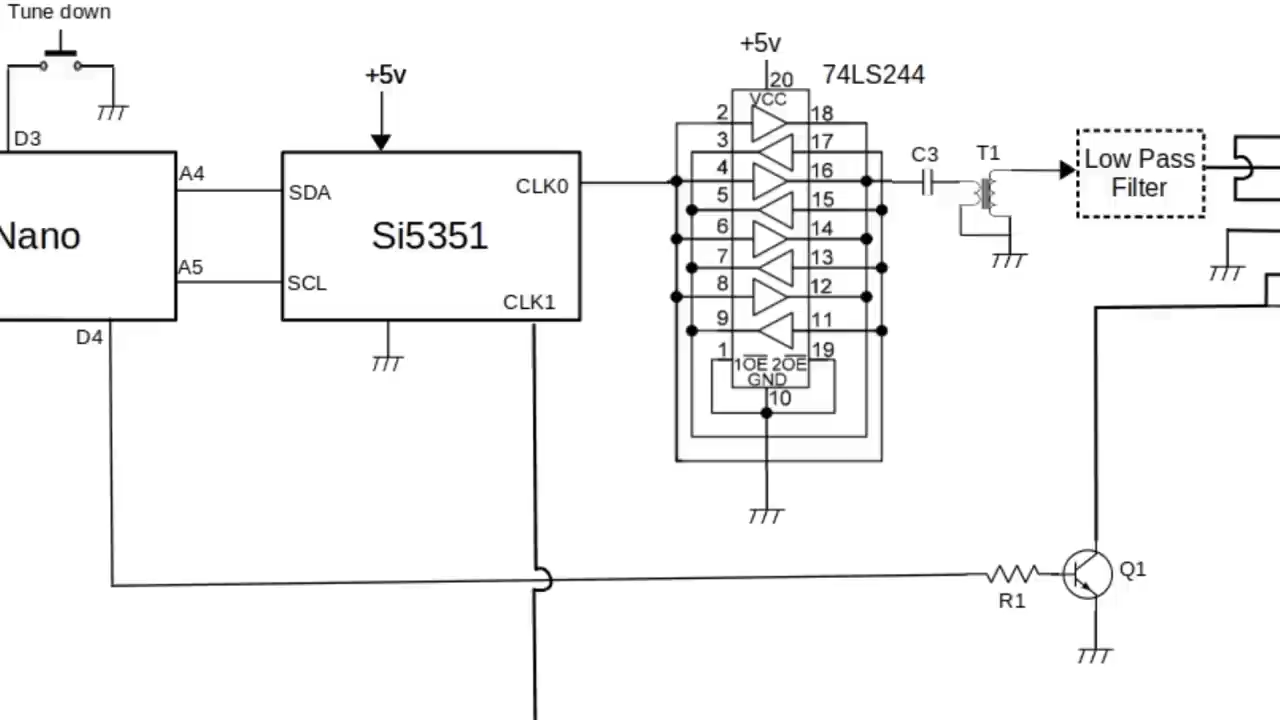 Tune down
D3
+5v
+5v
74LS244
20
VCC
2
18
3
17
4
16
5
15
6
14
7
13
8
12
9
11
1
19
1OE 2OE
GND
10
A4
SDA
CLK0
Nano
Si5351
A5
SCL
CLK1
D4
C3
T1
Low Pass
Filter
R1
Q1